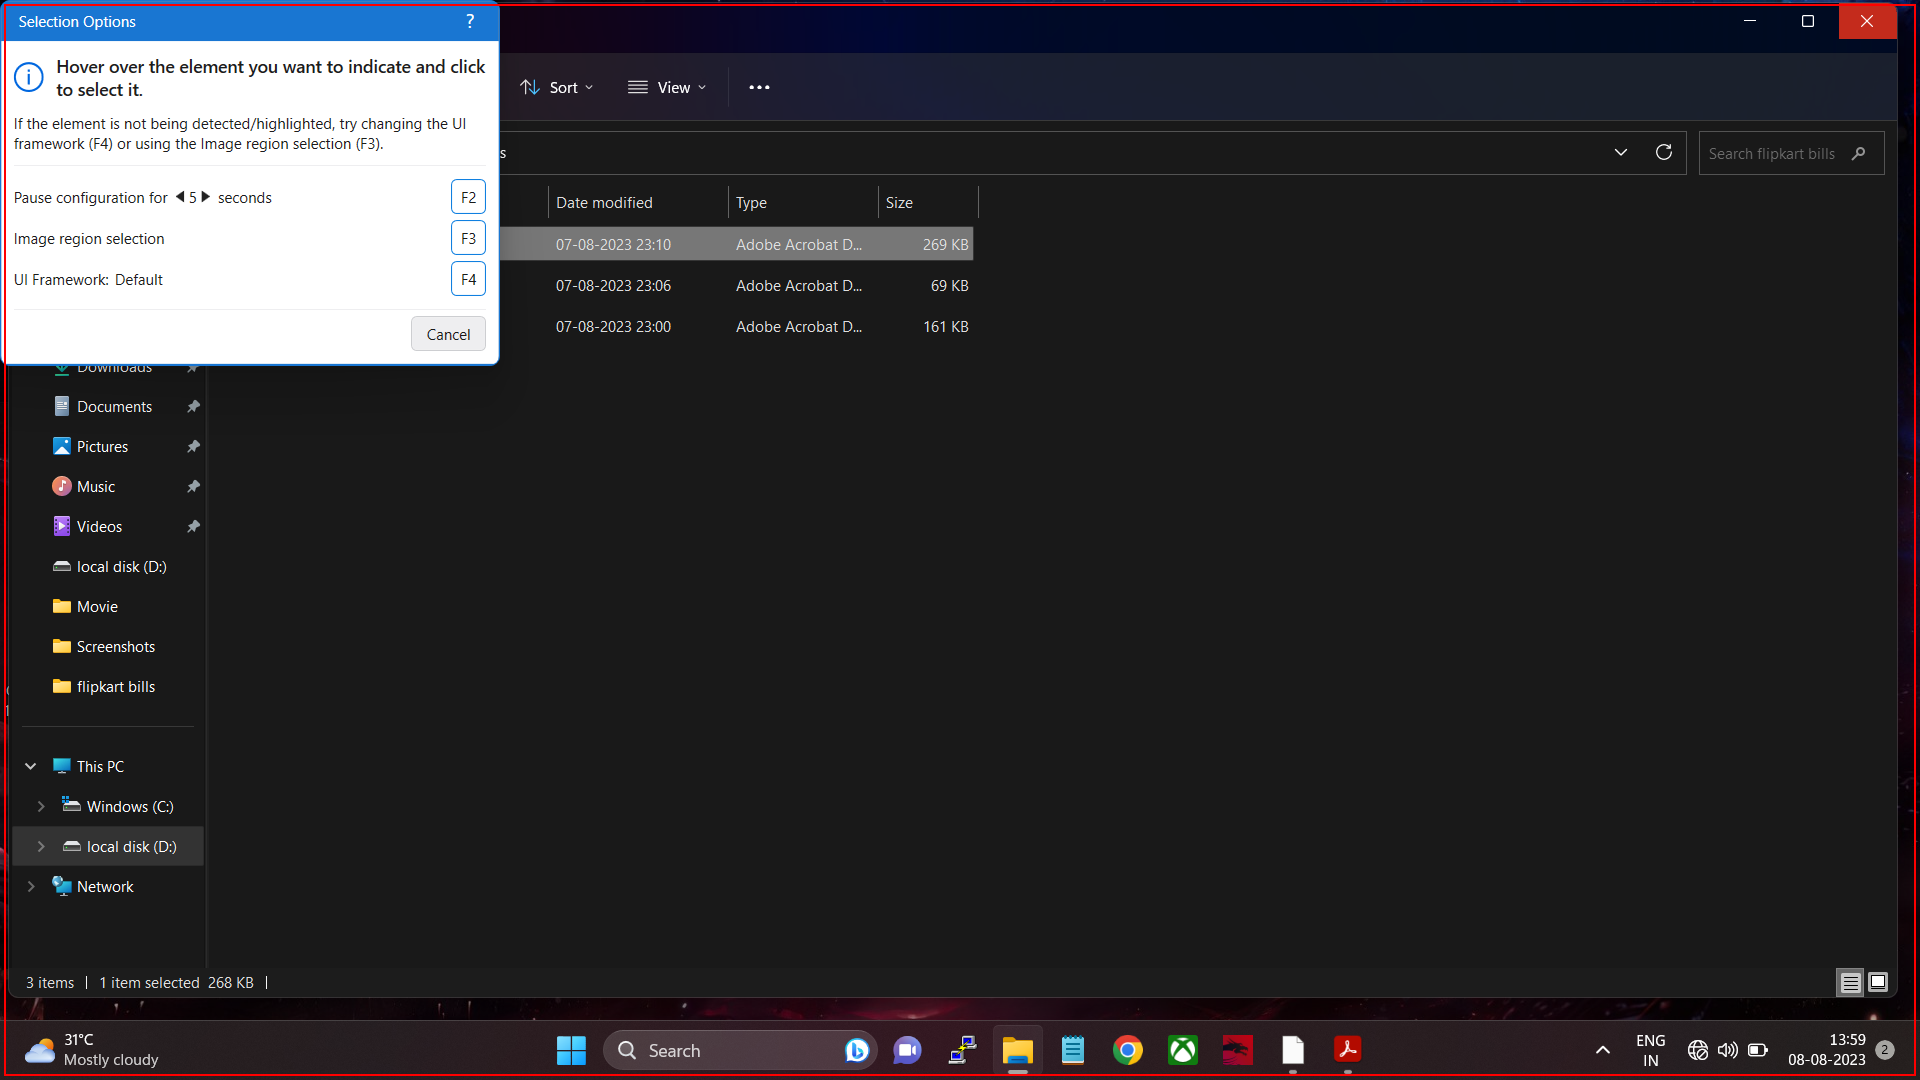 Selection Options ?
Hover over the element you want to indicate and click
to select it.
If the element is not being detected/highlighted, try changing the UI
framework (F4) or using the Image region selection (F3).
Pause configuration for 5 seconds F2
Image region selection F3
UI Framework: Default F4
Cancel
Sort View
s
Search flipkart bills
Date modified Type Size
07-08-2023 23:10 Adobe Acrobat D... 269 KB
07-08-2023 23:06 Adobe Acrobat D... 69 KB
07-08-2023 23:00 Adobe Acrobat D... 161 KB
Downloads
Documents
Pictures
Music
Videos
local disk (D:)
Movie
Screenshots
flipkart bills
This PC
Windows (C:)
local disk (D:)
Network
3 items 1 item selected 268 KB
31°C
Mostly cloudy
Search
ENG
IN
13:59
08-08-2023
2